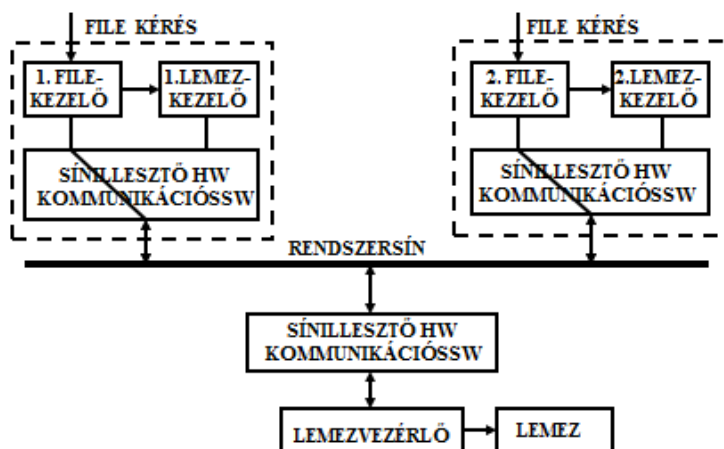 FILE KÉRÉS
1. FILE-
KEZELŐ
1.LEMEZ-
KEZELŐ
SÍNILLESZTŐ HW
KOMMUNIKÁCIÓSSW
FILE KÉRÉS
2. FILE-
KEZELŐ
2.LEMEZ-
KEZELŐ
SÍNILLESZTŐ HW
KOMMUNIKÁCIÓSSW
RENDSZERSÍN
SÍNILLESZTŐ HW
KOMMUNIKÁCIÓSSW
LEMEZVEZÉRLŐ
LEMEZ